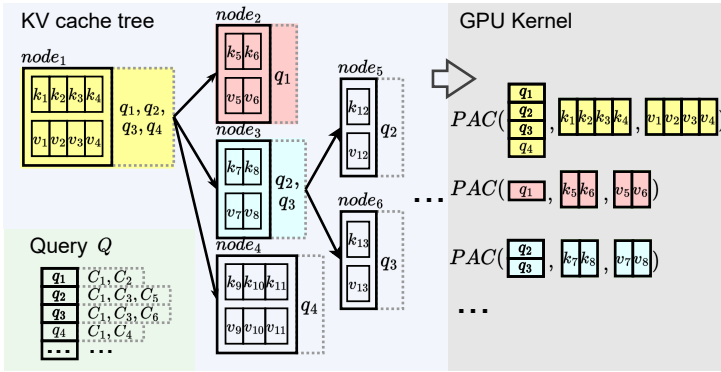 KV cache tree
node₁
k₁ k₂ k₃ k₄
v₁ v₂ v₃ v₄
q₁, q₂,
q₃, q₄
node₂
k₅ k₆
v₅ v₆
q₁
node₃
k₇ k₈
v₇ v₈
q₂,
q₃
node₄
k₉ k₁₀ k₁₁
v₉ v₁₀ v₁₁
q₄
node₅
k₁₂
v₁₂
q₂
node₆
k₁₃
v₁₃
q₃
...
Query Q
q₁ C₁, C₂
q₂ C₁, C₃, C₅
q₃ C₁, C₃, C₆
q₄ C₁, C₄
... ...
GPU Kernel
q₁
q₂
q₃
q₄
PAC( , k₁ k₂ k₃ k₄ , v₁ v₂ v₃ v₄ )
PAC( q₁ , k₅ k₆ , v₅ v₆ )
q₂
q₃
PAC( , k₇ k₈ , v₇ v₈ )
...